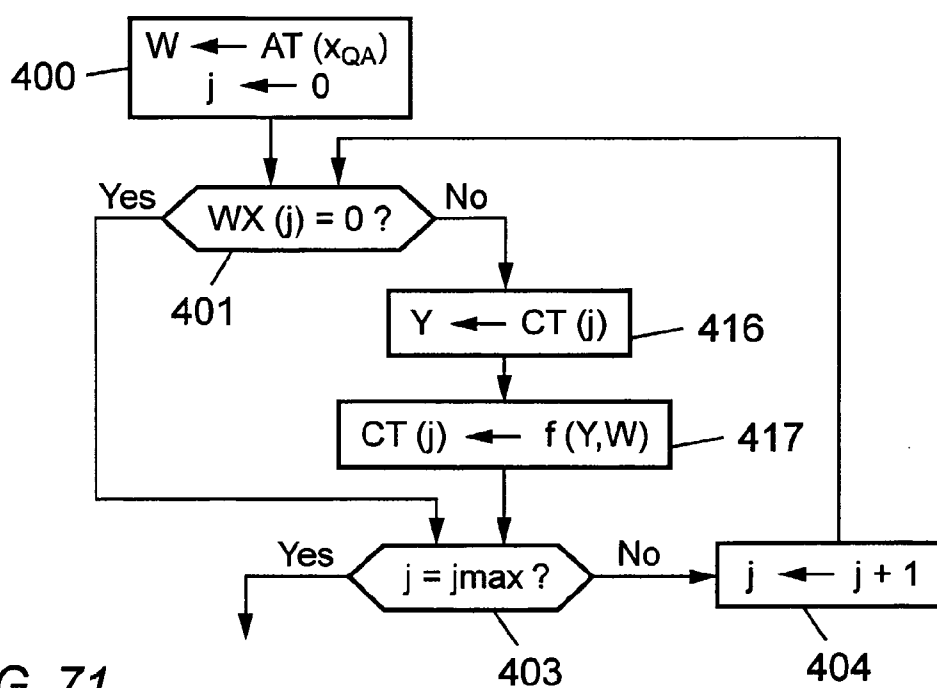 W ← AT (xQA)
j ← 0
400
Yes
WX (j) = 0 ?
No
401
Y ← CT (j)
416
CT (j) ← f (Y,W)
417
Yes
j = jmax ?
No
j ← j + 1
403
404
G. 71